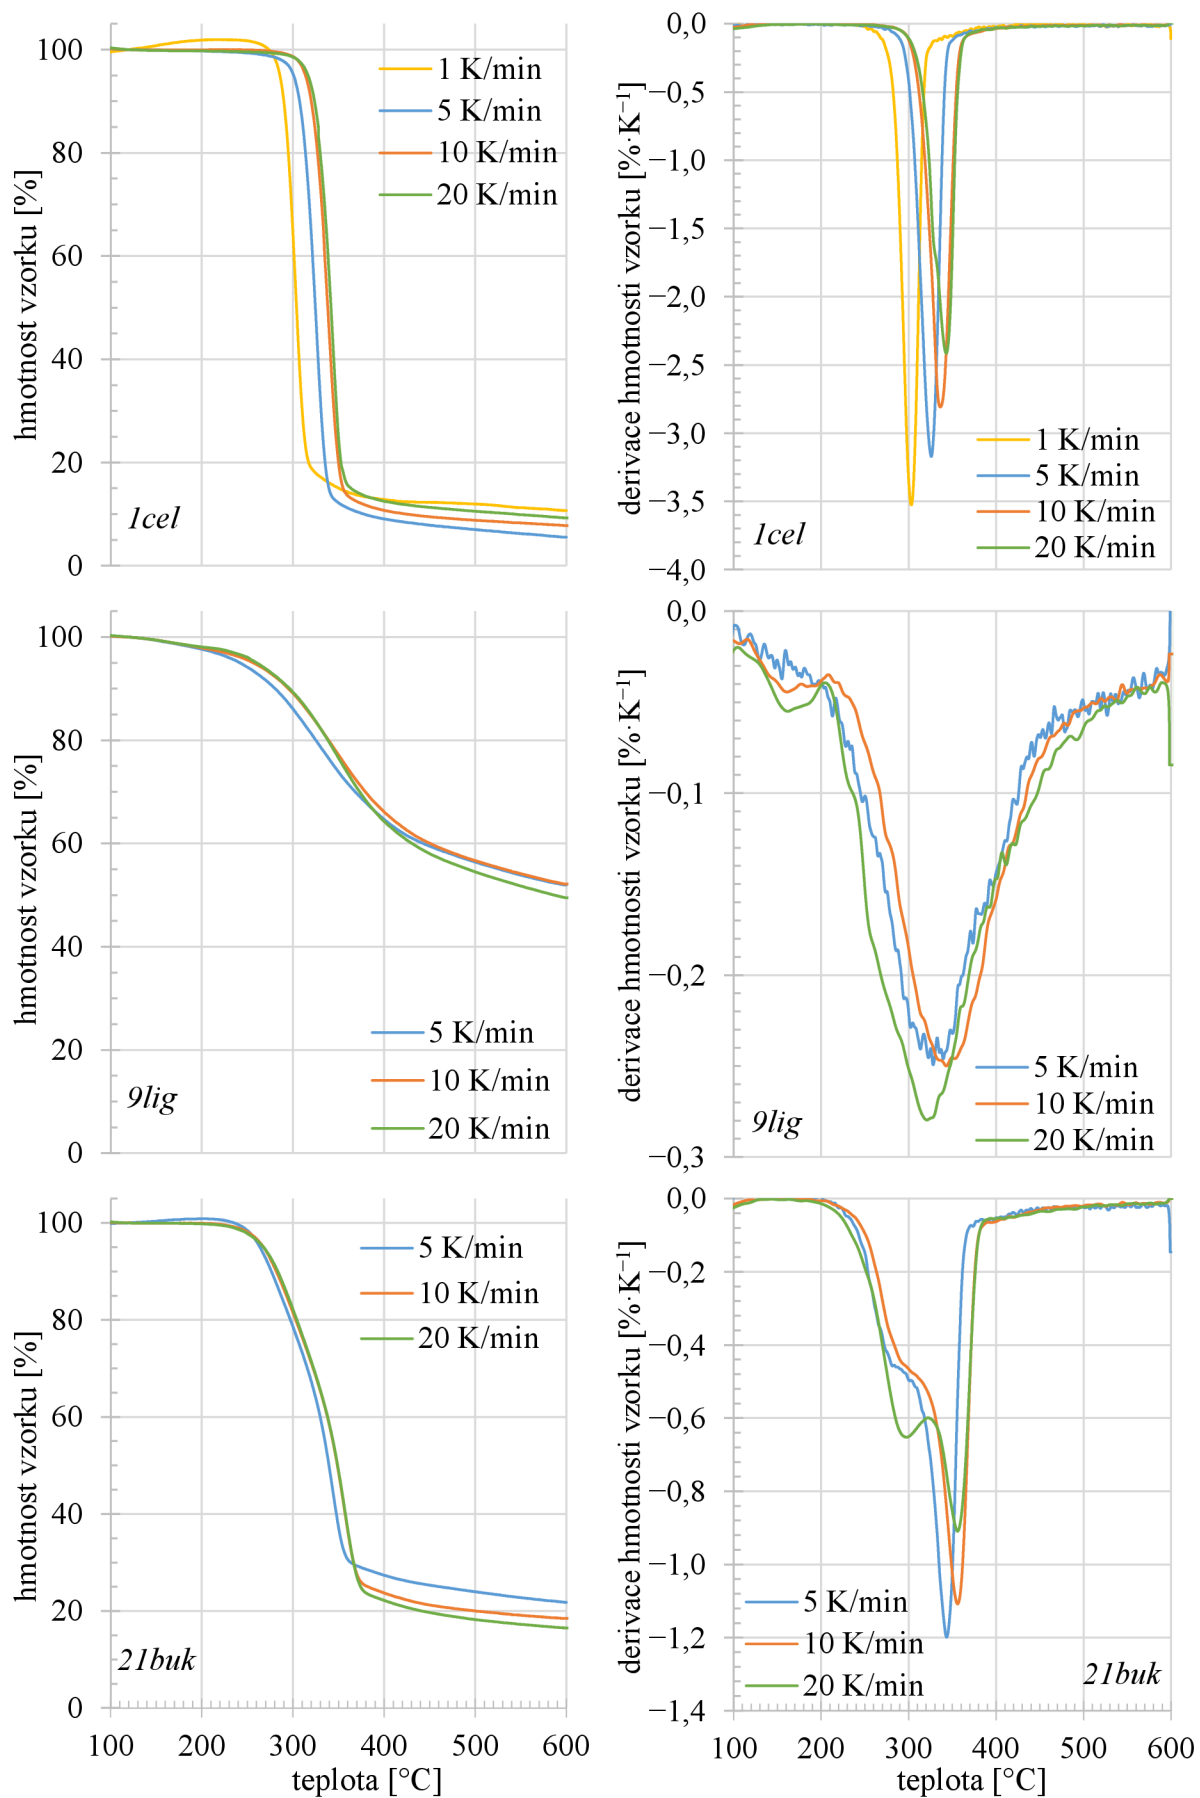 hmotnost vzorku [%]
100
80
60
40
20
0
1 K/min
5 K/min
10 K/min
20 K/min
1cel
derivace hmotnosti vzorku [%·K⁻¹]
0,0
−0,5
−1,0
−1,5
−2,0
−2,5
−3,0
−3,5
−4,0
1 K/min
5 K/min
10 K/min
20 K/min
1cel
hmotnost vzorku [%]
100
80
60
40
20
0
5 K/min
10 K/min
20 K/min
9lig
derivace hmotnosti vzorku [%·K⁻¹]
0,0
−0,1
−0,2
−0,3
5 K/min
10 K/min
20 K/min
9lig
hmotnost vzorku [%]
100
80
60
40
20
0
5 K/min
10 K/min
20 K/min
21buk
100 200 300 400 500 600
teplota [°C]
derivace hmotnosti vzorku [%·K⁻¹]
0,0
−0,2
−0,4
−0,6
−0,8
−1,0
−1,2
−1,4
5 K/min
10 K/min
20 K/min
21buk
100 200 300 400 500 600
teplota [°C]